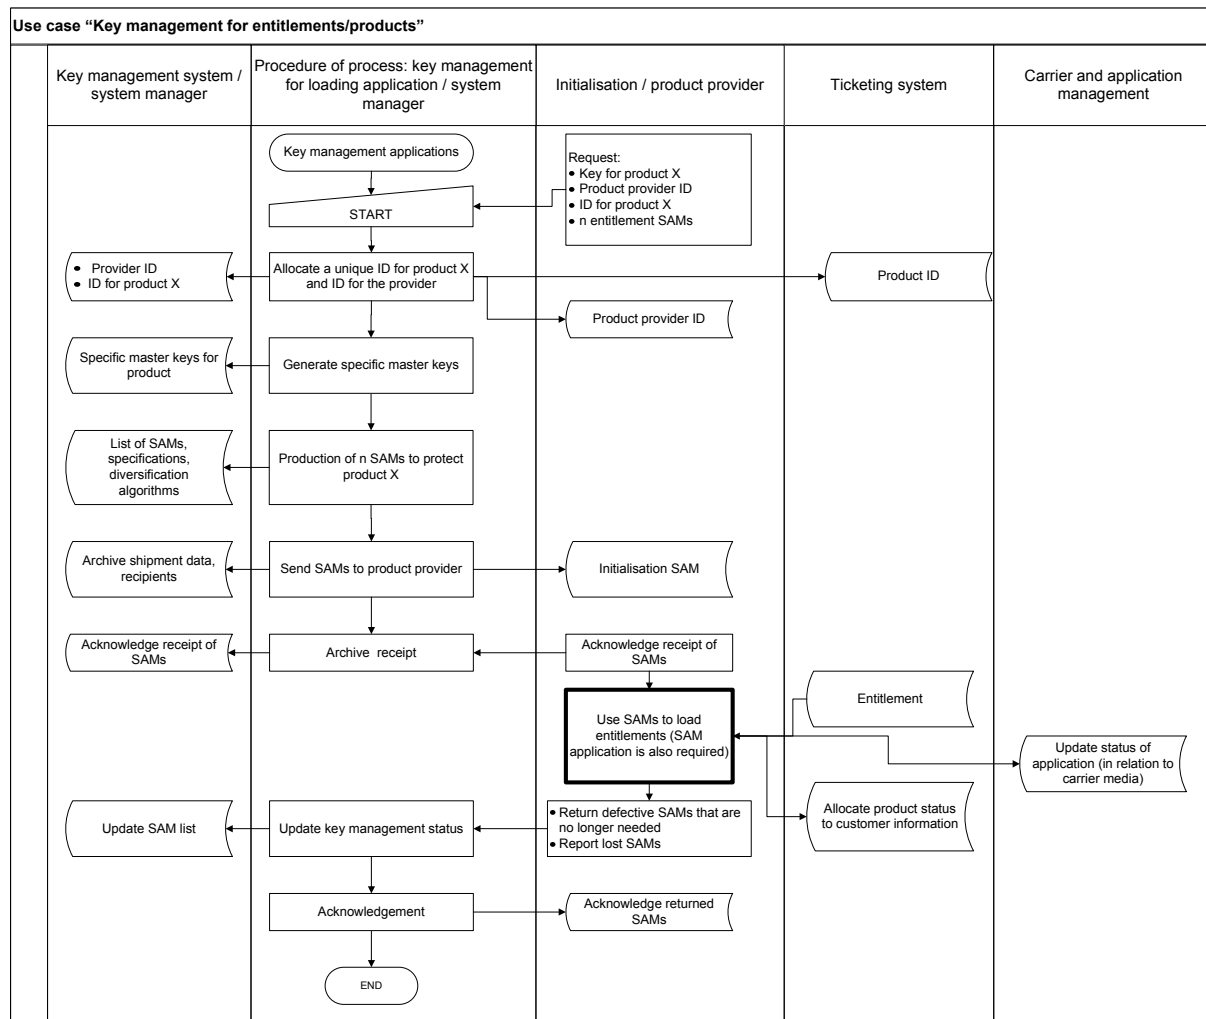 Use case “Key management for entitlements/products”
Key management system /
system manager
Procedure of process: key management
for loading application / system
manager
Initialisation / product provider
Ticketing system
Carrier and application
management
Key management applications
Request:
• Key for product X
• Product provider ID
• ID for product X
• n entitlement SAMs
START
• Provider ID
• ID for product X
Allocate a unique ID for product X
and ID for the provider
Product ID
Product provider ID
Specific master keys for
product
Generate specific master keys
List of SAMs,
specifications,
diversification
algorithms
Production of n SAMs to protect
product X
Archive shipment data,
recipients
Send SAMs to product provider
Initialisation SAM
Acknowledge receipt of
SAMs
Archive receipt
Acknowledge receipt of
SAMs
Use SAMs to load
entitlements (SAM
application is also required)
Entitlement
Update status of
application (in relation to
carrier media)
Allocate product status
to customer information
Update SAM list
Update key management status
• Return defective SAMs that are
no longer needed
• Report lost SAMs
Acknowledgement
Acknowledge returned
SAMs
END